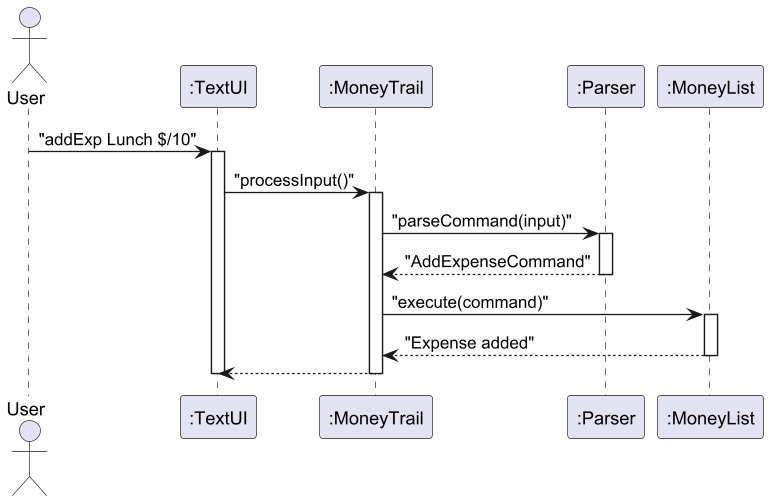 User
:TextUI
:MoneyTrail
:Parser
:MoneyList
"addExp Lunch $/10"
"processInput()"
"parseCommand(input)"
"AddExpenseCommand"
"execute(command)"
"Expense added"
User
:TextUI
:MoneyTrail
:Parser
:MoneyList